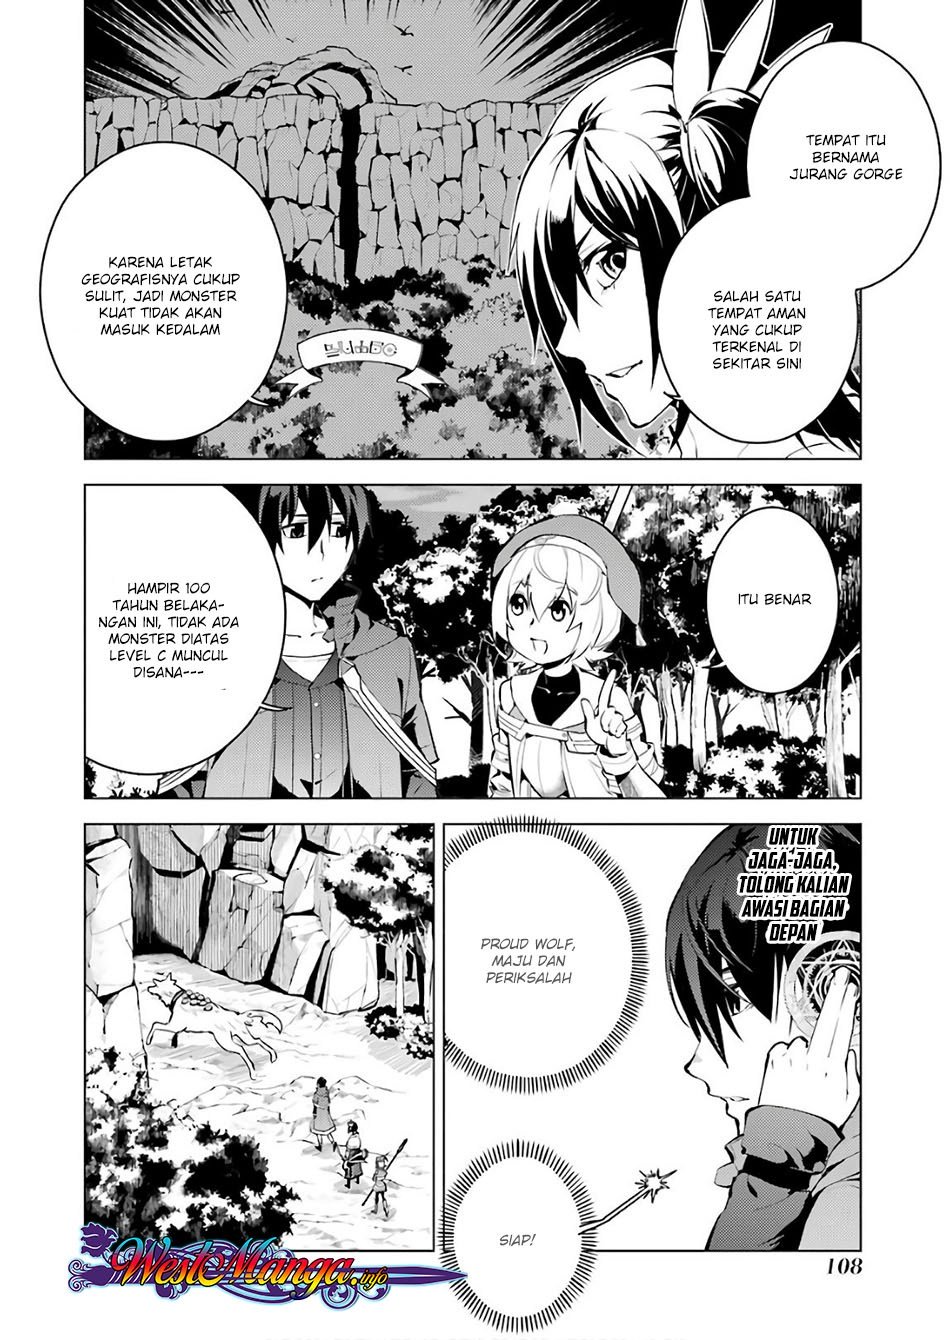 TEMPAT ITU
BERNAMA
JURANG GORGE
SALAH SATU
TEMPAT AMAN
YANG CUKUP
TERKENAL DI
SEKITAR SINI
KARENA LETAK
GEOGRAFISNYA CUKUP
SULIT, JADI MONSTER
KUAT TIDAK AKAN
MASUK KEDALAM
ITU BENAR
HAMPIR 100
TAHUN BELAKA-
NGAN INI, TIDAK ADA
MONSTER DIATAS
LEVEL C MUNCUL
DISANA---
UNTUK
JAGA-JAGA,
TOLONG KALIAN
AWASI BAGIAN
DEPAN
PROUD WOLF,
MAJU DAN
PERIKSALAH
SIAP!
WestManga.info
108